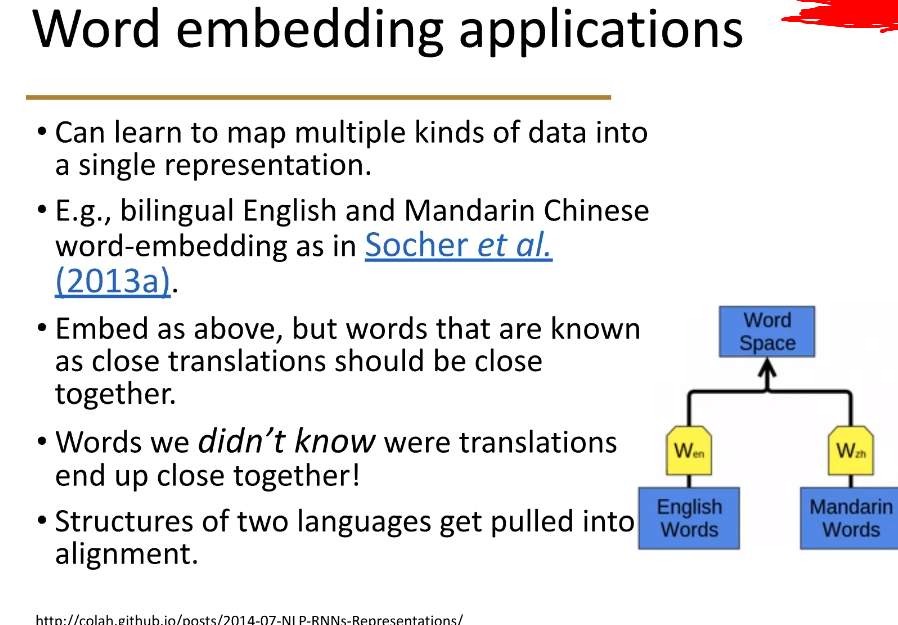 Word embedding applications
• Can learn to map multiple kinds of data into
a single representation.
• E.g., bilingual English and Mandarin Chinese
word-embedding as in Socher et al.
(2013a).
• Embed as above, but words that are known
as close translations should be close
together.
• Words we didn't know were translations
end up close together!
• Structures of two languages get pulled into
alignment.
Word
Space
Wen
Wzh
English
Words
Mandarin
Words
http://colah.github.io/posts/2014-07-NLP-RNNs-Representations/